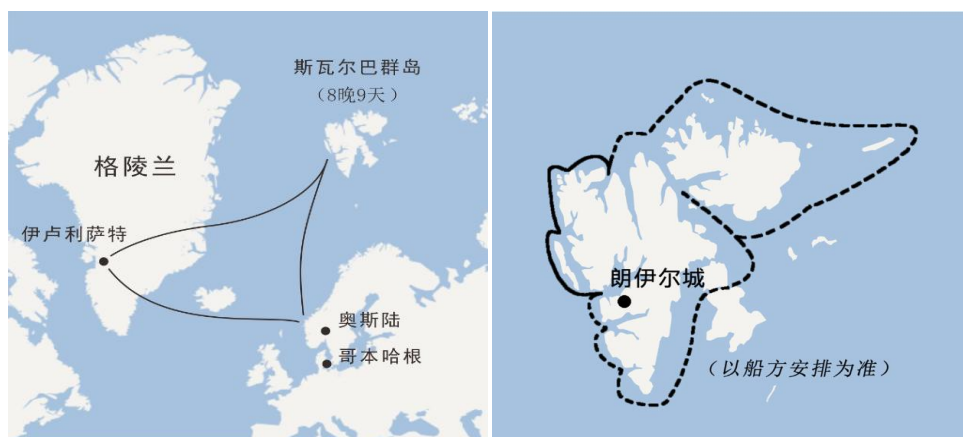 斯瓦尔巴群岛
（8晚9天）
格陵兰
伊卢利萨特
奥斯陆
哥本哈根
朗伊尔城
（以船方安排为准）